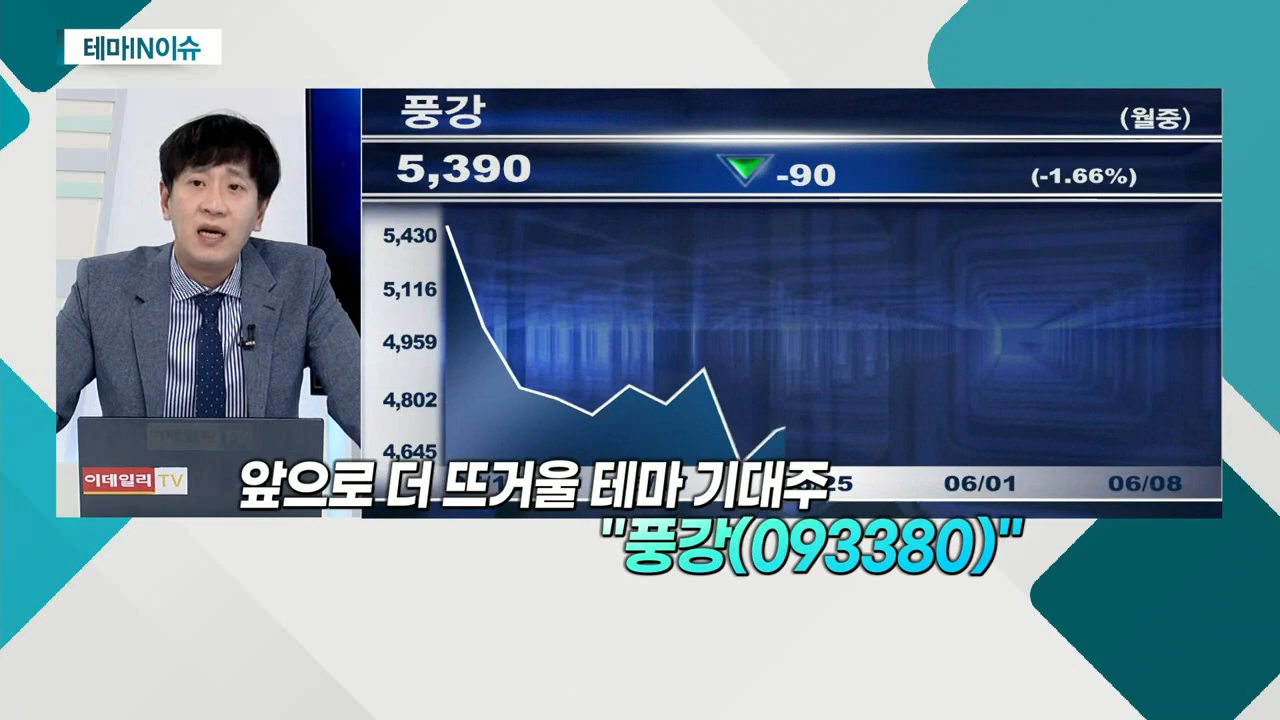 테마IN이슈
풍강 (월중)
5,390 -90 (-1.66%)
5,430
5,116
4,959
4,802
4,645
06/01 06/08
이데일리TV
앞으로 더 뜨거울 테마 기대주
"풍강(093380)"